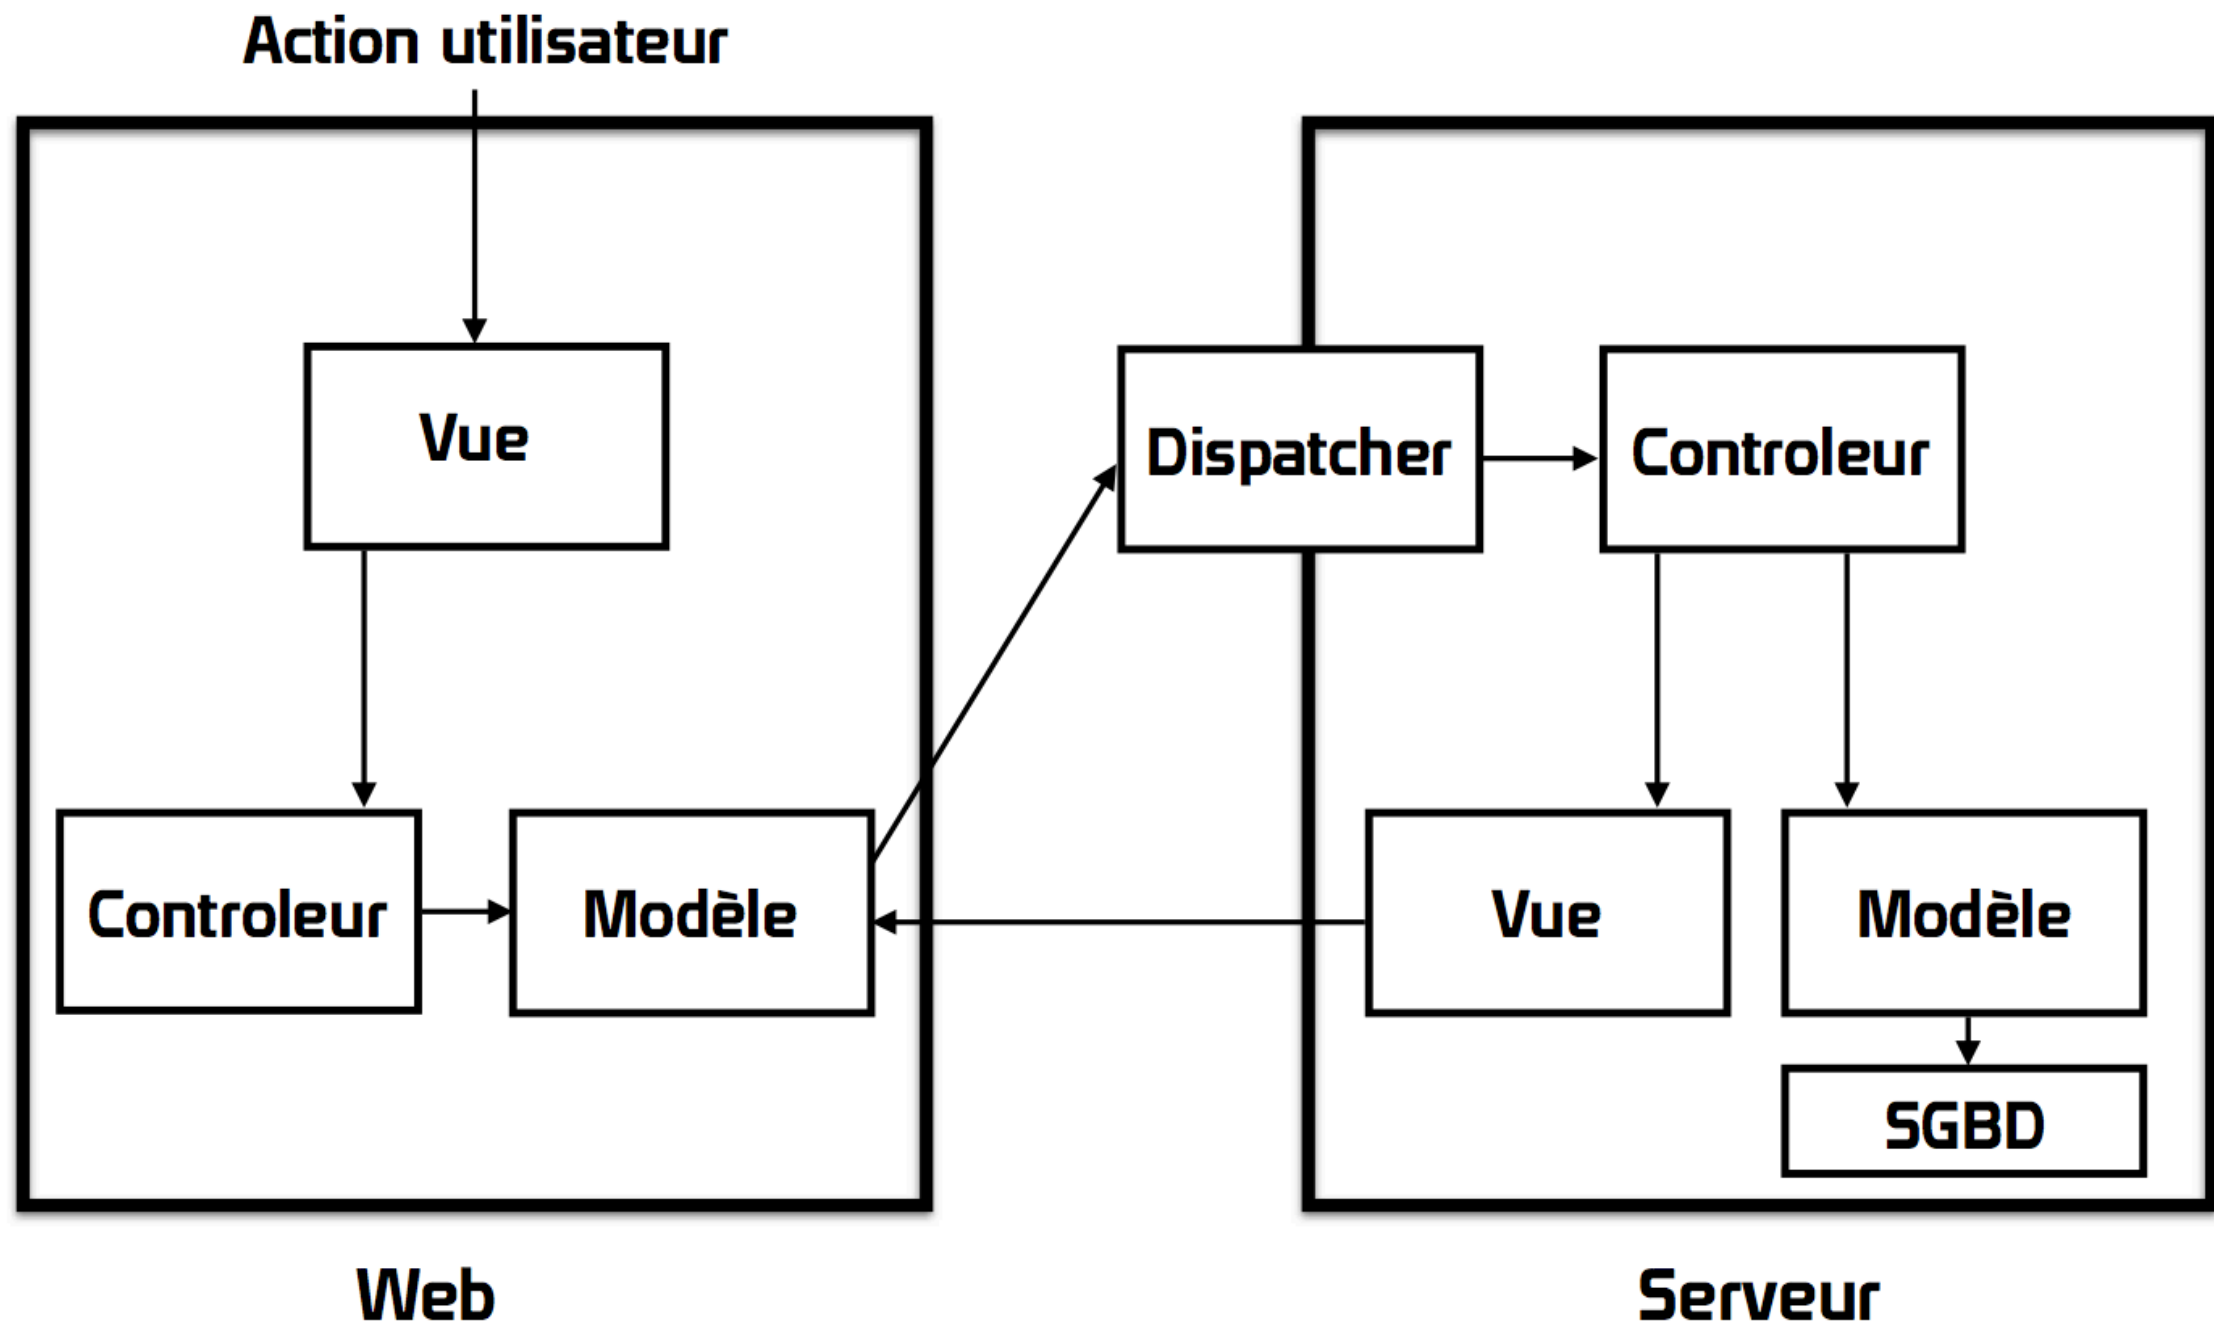 Action utilisateur
Vue
Dispatcher
Controleur
Controleur
Modèle
Vue
Modèle
SGBD
Web
Serveur